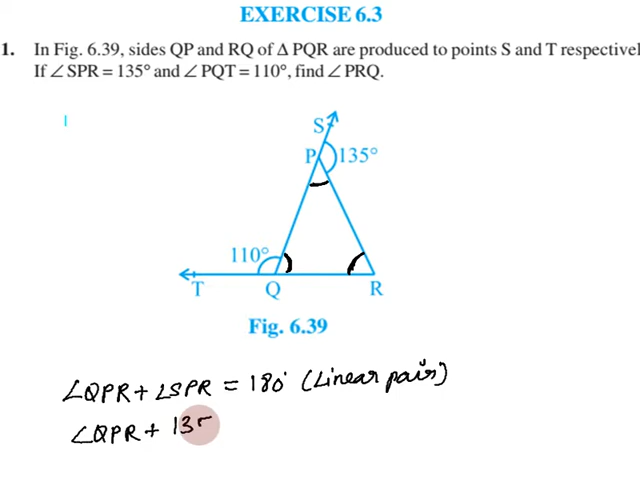 EXERCISE 6.3
1. In Fig. 6.39, sides QP and RQ of Δ PQR are produced to points S and T respectivel
If ∠ SPR = 135° and ∠ PQT = 110°, find ∠ PRQ.
S
P 135°
110°
T Q R
Fig. 6.39
∠QPR + ∠SPR = 180° (Linear pair)
∠QPR + 135